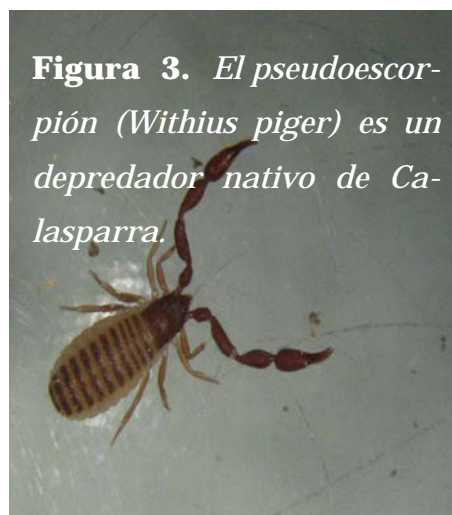 Figura 3. El pseudoescor-
pión (Withius piger) es un
depredador nativo de Ca-
lasparra.